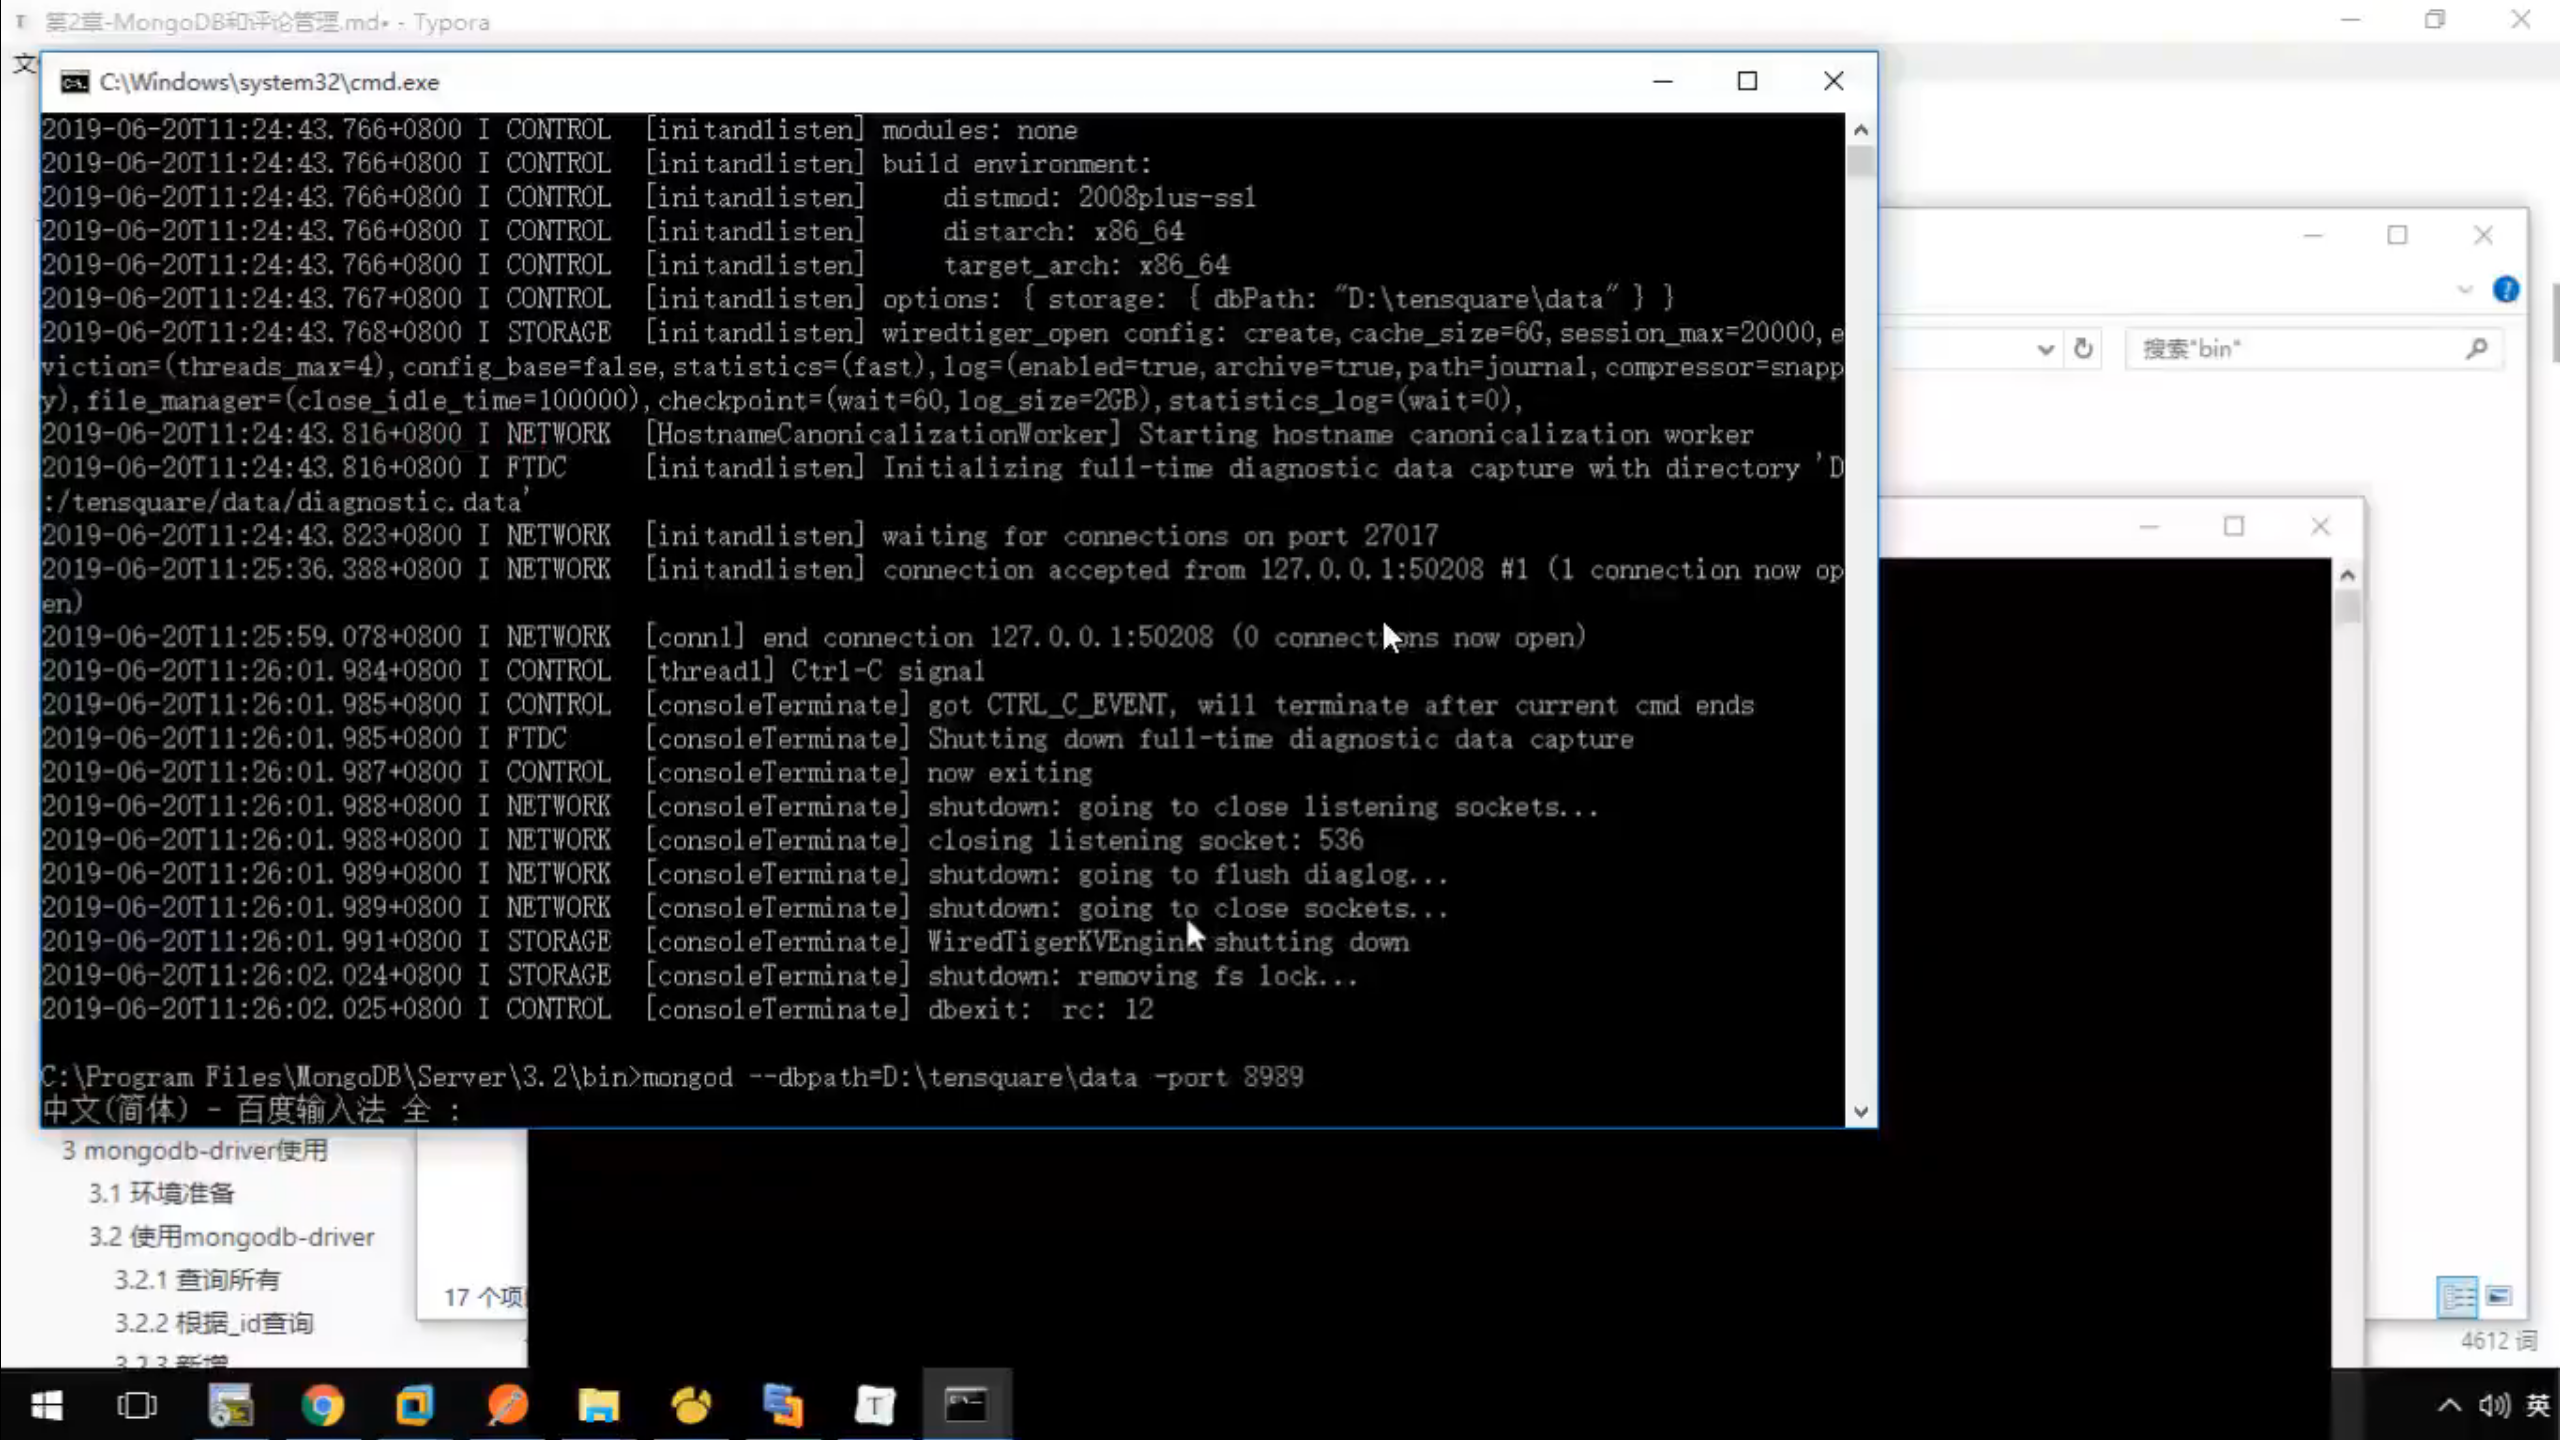 第2章-MongoDB和评论管理.md• - Typora
文
C:\Windows\system32\cmd.exe
2019-06-20T11:24:43.766+0800 I CONTROL  [initandlisten] modules: none
2019-06-20T11:24:43.766+0800 I CONTROL  [initandlisten] build environment:
2019-06-20T11:24:43.766+0800 I CONTROL  [initandlisten]     distmod: 2008plus-ssl
2019-06-20T11:24:43.766+0800 I CONTROL  [initandlisten]     distarch: x86_64
2019-06-20T11:24:43.766+0800 I CONTROL  [initandlisten]     target_arch: x86_64
2019-06-20T11:24:43.767+0800 I CONTROL  [initandlisten] options: { storage: { dbPath: "D:\tensquare\data" } }
2019-06-20T11:24:43.768+0800 I STORAGE  [initandlisten] wiredtiger_open config: create,cache_size=6G,session_max=20000,e
viction=(threads_max=4),config_base=false,statistics=(fast),log=(enabled=true,archive=true,path=journal,compressor=snapp
y),file_manager=(close_idle_time=100000),checkpoint=(wait=60,log_size=2GB),statistics_log=(wait=0),
2019-06-20T11:24:43.816+0800 I NETWORK  [HostnameCanonicalizationWorker] Starting hostname canonicalization worker
2019-06-20T11:24:43.816+0800 I FTDC     [initandlisten] Initializing full-time diagnostic data capture with directory 'D
:/tensquare/data/diagnostic.data'
2019-06-20T11:24:43.823+0800 I NETWORK  [initandlisten] waiting for connections on port 27017
2019-06-20T11:25:36.388+0800 I NETWORK  [initandlisten] connection accepted from 127.0.0.1:50208 #1 (1 connection now op
en)
2019-06-20T11:25:59.078+0800 I NETWORK  [conn1] end connection 127.0.0.1:50208 (0 connections now open)
2019-06-20T11:26:01.984+0800 I CONTROL  [thread1] Ctrl-C signal
2019-06-20T11:26:01.985+0800 I CONTROL  [consoleTerminate] got CTRL_C_EVENT, will terminate after current cmd ends
2019-06-20T11:26:01.985+0800 I FTDC     [consoleTerminate] Shutting down full-time diagnostic data capture
2019-06-20T11:26:01.987+0800 I CONTROL  [consoleTerminate] now exiting
2019-06-20T11:26:01.988+0800 I NETWORK  [consoleTerminate] shutdown: going to close listening sockets...
2019-06-20T11:26:01.988+0800 I NETWORK  [consoleTerminate] closing listening socket: 536
2019-06-20T11:26:01.989+0800 I NETWORK  [consoleTerminate] shutdown: going to flush diaglog...
2019-06-20T11:26:01.989+0800 I NETWORK  [consoleTerminate] shutdown: going to close sockets...
2019-06-20T11:26:01.991+0800 I STORAGE  [consoleTerminate] WiredTigerKVEngine shutting down
2019-06-20T11:26:02.024+0800 I STORAGE  [consoleTerminate] shutdown: removing fs lock...
2019-06-20T11:26:02.025+0800 I CONTROL  [consoleTerminate] dbexit:  rc: 12
C:\Program Files\MongoDB\Server\3.2\bin>mongod --dbpath=D:\tensquare\data -port 8989
中文(简体) - 百度输入法 全 :
搜索"bin"
3 mongodb-driver使用
3.1 环境准备
3.2 使用mongodb-driver
3.2.1 查询所有
3.2.2 根据_id查询
3.2.3 新增
17 个项
4612 词
英